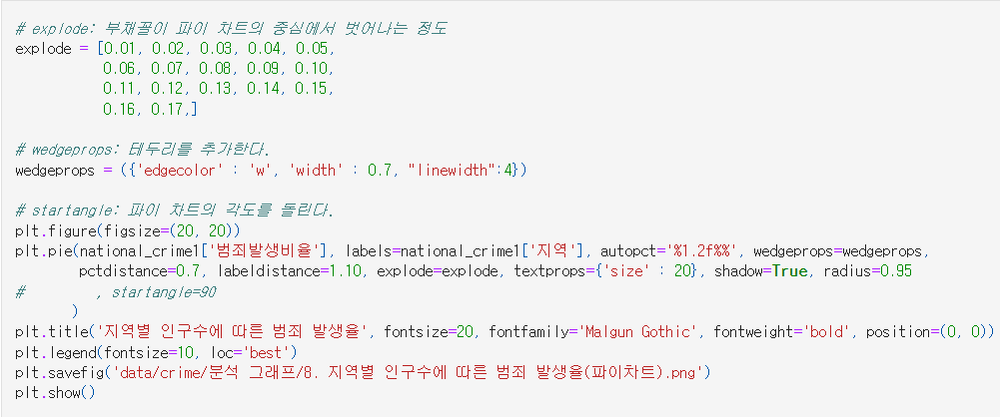 # explode: 부채꼴이 파이 차트의 중심에서 벗어나는 정도
explode = [0.01, 0.02, 0.03, 0.04, 0.05,
           0.06, 0.07, 0.08, 0.09, 0.10,
           0.11, 0.12, 0.13, 0.14, 0.15,
           0.16, 0.17,]
# wedgeprops: 테두리를 추가한다.
wedgeprops = ({'edgecolor' : 'w', 'width' : 0.7, "linewidth":4})
# startangle: 파이 차트의 각도를 돌린다.
plt.figure(figsize=(20, 20))
plt.pie(national_crime1['범죄발생비율'], labels=national_crime1['지역'], autopct='%1.2f%%', wedgeprops=wedgeprops,
        pctdistance=0.7, labeldistance=1.10, explode=explode, textprops={'size' : 20}, shadow=True, radius=0.95
#         , startangle=90
       )
plt.title('지역별 인구수에 따른 범죄 발생율', fontsize=20, fontfamily='Malgun Gothic', fontweight='bold', position=(0, 0))
plt.legend(fontsize=10, loc='best')
plt.savefig('data/crime/분석 그래프/8. 지역별 인구수에 따른 범죄 발생율(파이차트).png')
plt.show()